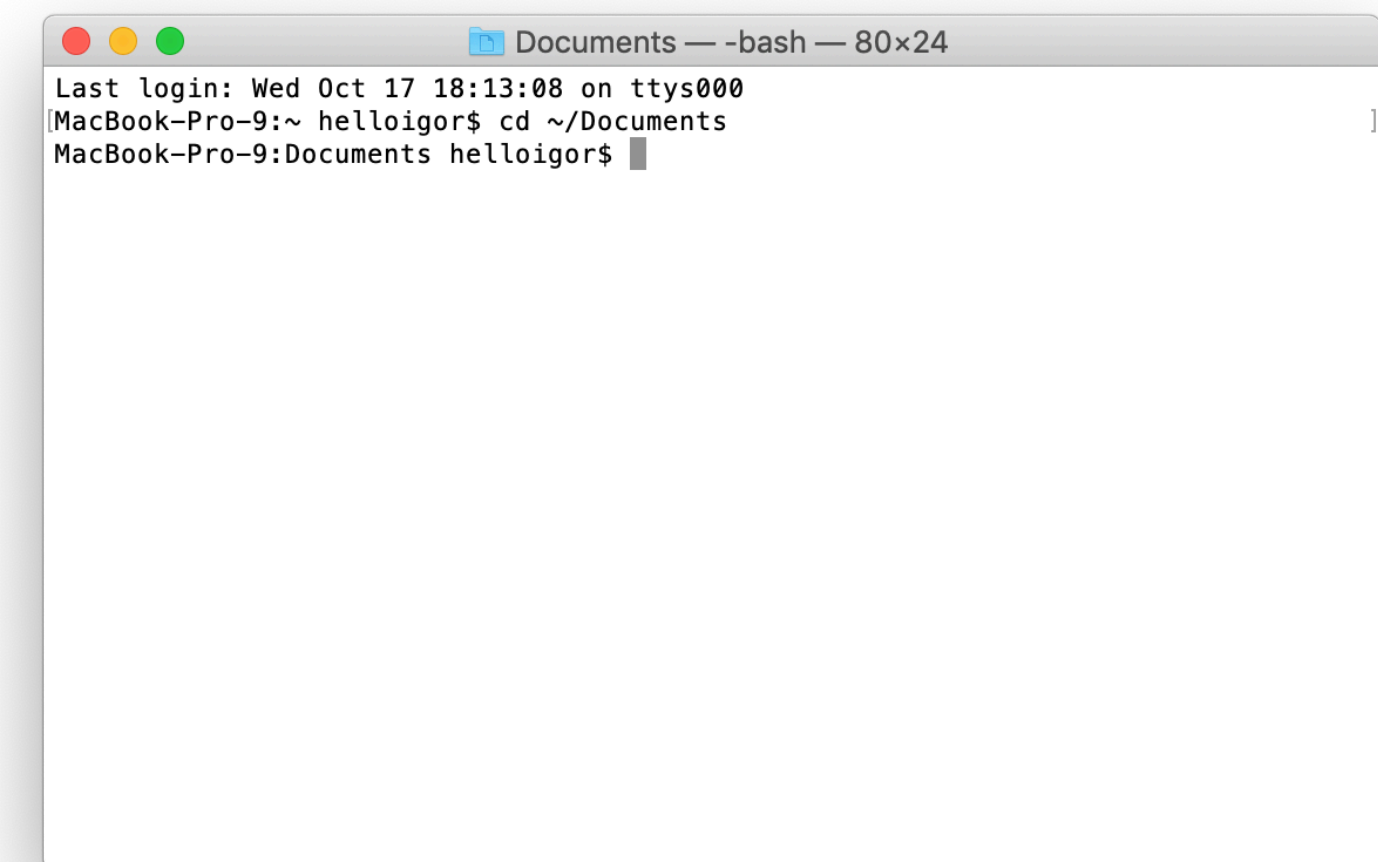 Documents — -bash — 80×24
Last login: Wed Oct 17 18:13:08 on ttys000
[MacBook-Pro-9:~ helloigor$ cd ~/Documents ]
MacBook-Pro-9:Documents helloigor$